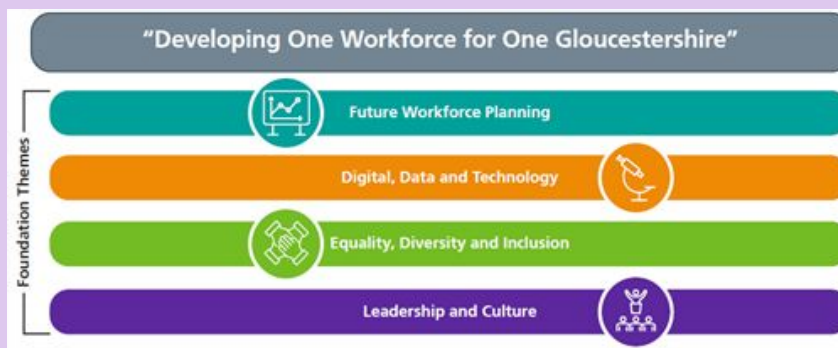 “Developing One Workforce for One Gloucestershire”
Foundation Themes
Future Workforce Planning
Digital, Data and Technology
Equality, Diversity and Inclusion
Leadership and Culture